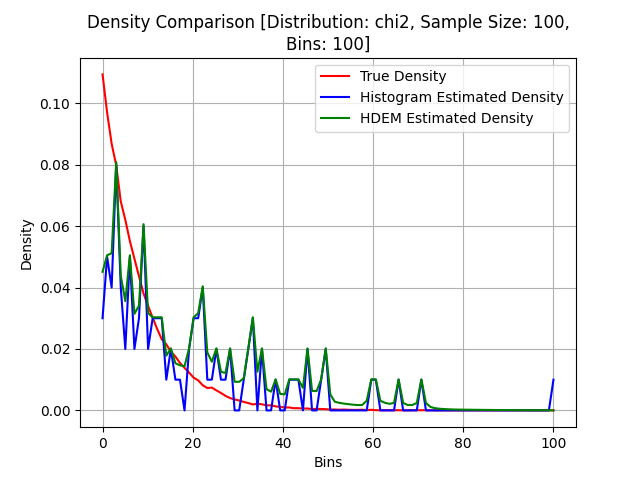 Density Comparison [Distribution: chi2, Sample Size: 100,
Bins: 100]
True Density
Histogram Estimated Density
HDEM Estimated Density
Density
0.10
0.08
0.06
0.04
0.02
0.00
0 20 40 60 80 100
Bins